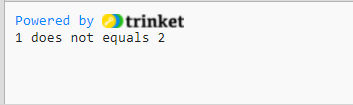 Powered by trinket
1 does not equals 2